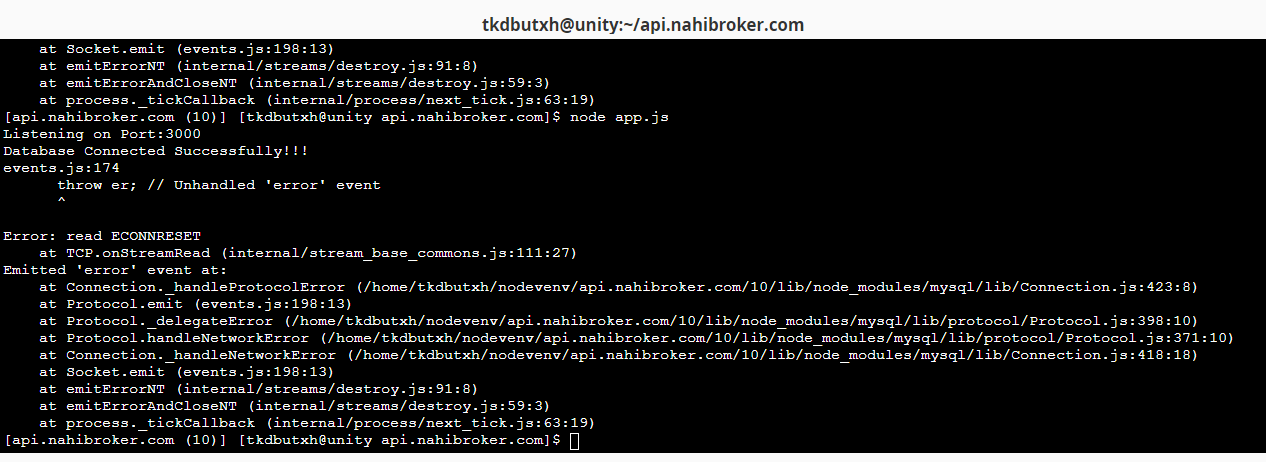 tkdbutxh@unity:~/api.nahibroker.com
    at Socket.emit (events.js:198:13)
    at emitErrorNT (internal/streams/destroy.js:91:8)
    at emitErrorAndCloseNT (internal/streams/destroy.js:59:3)
    at process._tickCallback (internal/process/next_tick.js:63:19)
[api.nahibroker.com (10)] [tkdbutxh@unity api.nahibroker.com]$ node app.js
Listening on Port:3000
Database Connected Successfully!!!
events.js:174
      throw er; // Unhandled 'error' event
      ^

Error: read ECONNRESET
    at TCP.onStreamRead (internal/stream_base_commons.js:111:27)
Emitted 'error' event at:
    at Connection._handleProtocolError (/home/tkdbutxh/nodevenv/api.nahibroker.com/10/lib/node_modules/mysql/lib/Connection.js:423:8)
    at Protocol.emit (events.js:198:13)
    at Protocol._delegateError (/home/tkdbutxh/nodevenv/api.nahibroker.com/10/lib/node_modules/mysql/lib/protocol/Protocol.js:398:10)
    at Protocol.handleNetworkError (/home/tkdbutxh/nodevenv/api.nahibroker.com/10/lib/node_modules/mysql/lib/protocol/Protocol.js:371:10)
    at Connection._handleNetworkError (/home/tkdbutxh/nodevenv/api.nahibroker.com/10/lib/node_modules/mysql/lib/Connection.js:418:18)
    at Socket.emit (events.js:198:13)
    at emitErrorNT (internal/streams/destroy.js:91:8)
    at emitErrorAndCloseNT (internal/streams/destroy.js:59:3)
    at process._tickCallback (internal/process/next_tick.js:63:19)
[api.nahibroker.com (10)] [tkdbutxh@unity api.nahibroker.com]$